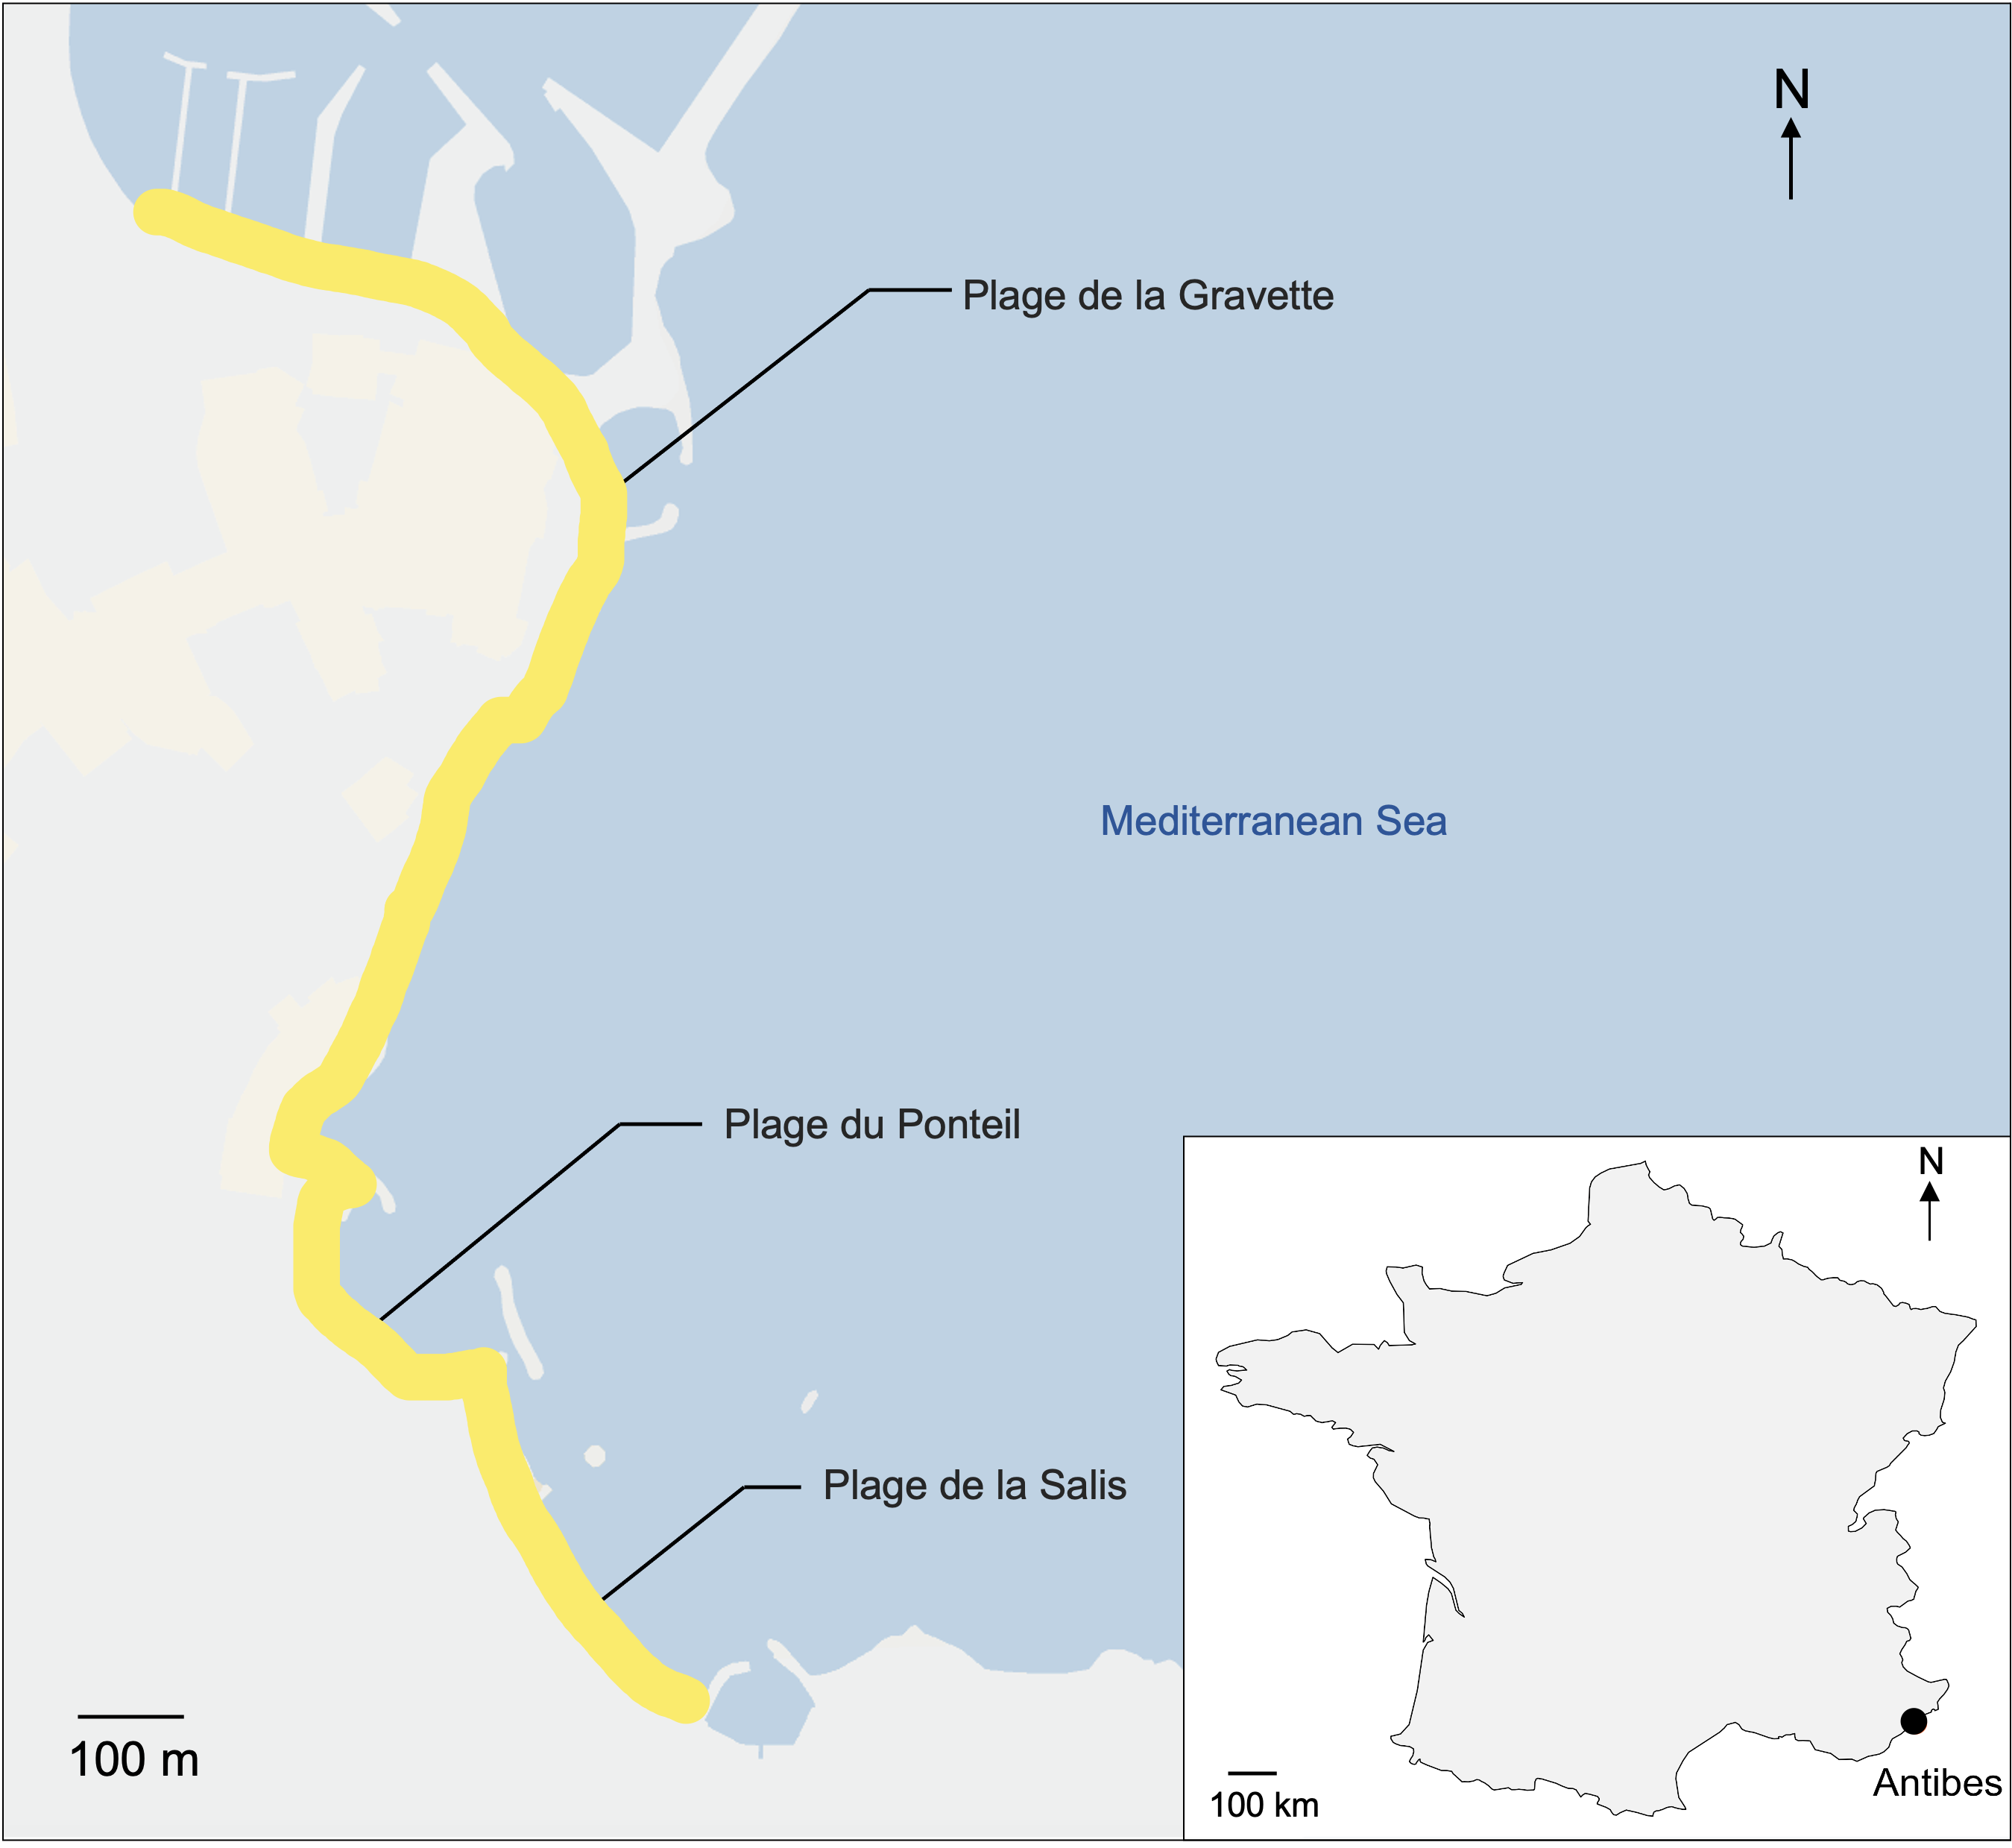 N
Plage de la Gravette
Mediterranean Sea
Plage du Ponteil
N
Plage de la Salis
100 m
Antibes
100 km